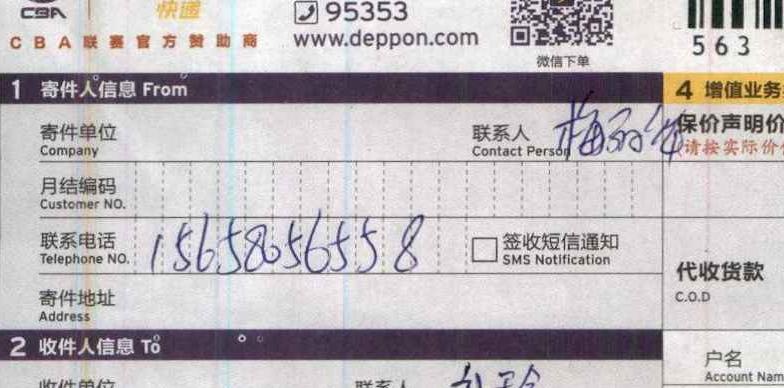 CBA 快递 95353
CBA联赛官方赞助商 www.deppon.com
微信下单
563
1 寄件人信息 From
4 增值业务
寄件单位
Company
联系人 梅丽
Contact Person
保价声明价
(请按实际价
月结编码
Customer NO.
联系电话 15658056558
Telephone NO.
签收短信通知
SMS Notification
代收货款
C.O.D
寄件地址
Address
2 收件人信息 To
户名
Account Nam
收件单位
联系人